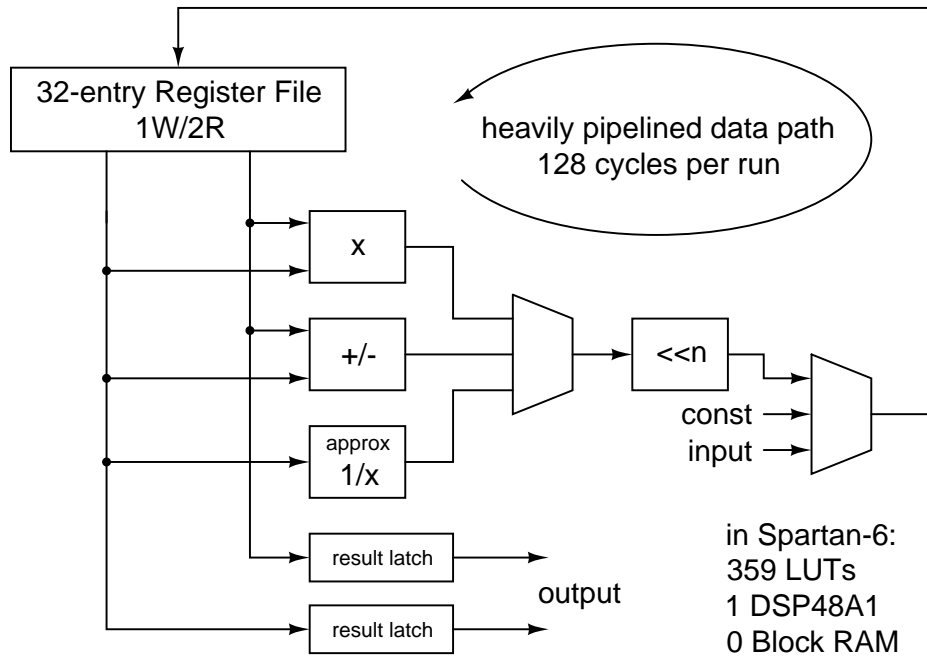 32-entry Register File
1W/2R
heavily pipelined data path
128 cycles per run
x
+/-
<<n
const
input
approx
1/x
result latch
output
result latch
in Spartan-6:
359 LUTs
1 DSP48A1
0 Block RAM